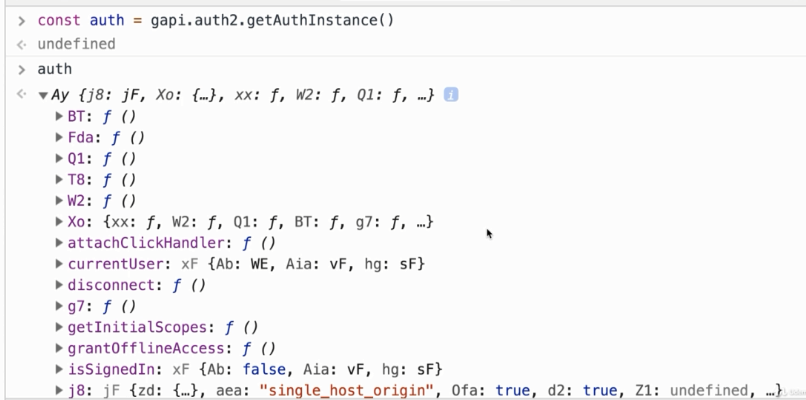 > const auth = gapi.auth2.getAuthInstance()
<· undefined
> auth
<· ▼Ay {j8: jF, Xo: {…}, xx: ƒ, W2: ƒ, Q1: ƒ, …} i
▶BT: ƒ ()
▶Fda: ƒ ()
▶Q1: ƒ ()
▶T8: ƒ ()
▶W2: ƒ ()
▶Xo: {xx: ƒ, W2: ƒ, Q1: ƒ, BT: ƒ, g7: ƒ, …}
▶attachClickHandler: ƒ ()
▶currentUser: xF {Ab: WE, Aia: vF, hg: sF}
▶disconnect: ƒ ()
▶g7: ƒ ()
▶getInitialScopes: ƒ ()
▶grantOfflineAccess: ƒ ()
▶isSignedIn: xF {Ab: false, Aia: vF, hg: sF}
▶j8: jF {zd: {…}, aea: "single_host_origin", Ofa: true, d2: true, Z1: undefined, …}